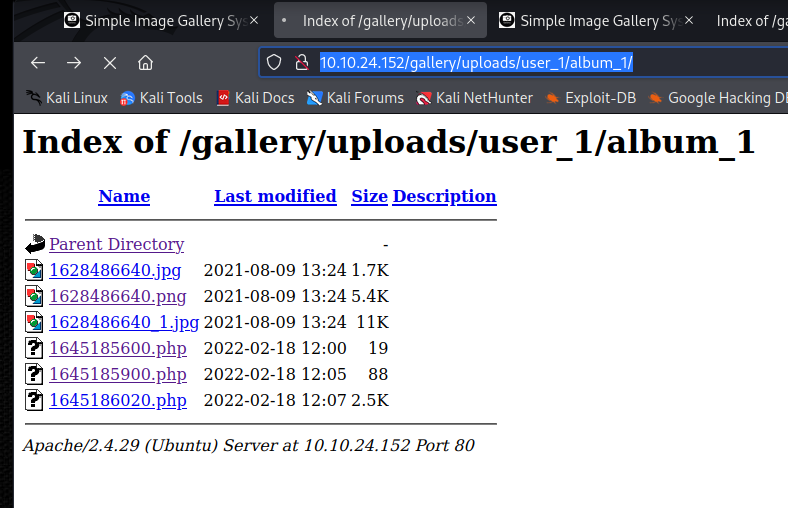 Simple Image Gallery Sys
Index of /gallery/uploads
Simple Image Gallery Sys
Index of /ga
10.10.24.152/gallery/uploads/user_1/album_1/
Kali Linux Kali Tools Kali Docs Kali Forums Kali NetHunter Exploit-DB Google Hacking DB
Index of /gallery/uploads/user_1/album_1
Name Last modified Size Description
Parent Directory -
1628486640.jpg 2021-08-09 13:24 1.7K
1628486640.png 2021-08-09 13:24 5.4K
1628486640_1.jpg 2021-08-09 13:24 11K
1645185600.php 2022-02-18 12:00 19
1645185900.php 2022-02-18 12:05 88
1645186020.php 2022-02-18 12:07 2.5K
Apache/2.4.29 (Ubuntu) Server at 10.10.24.152 Port 80